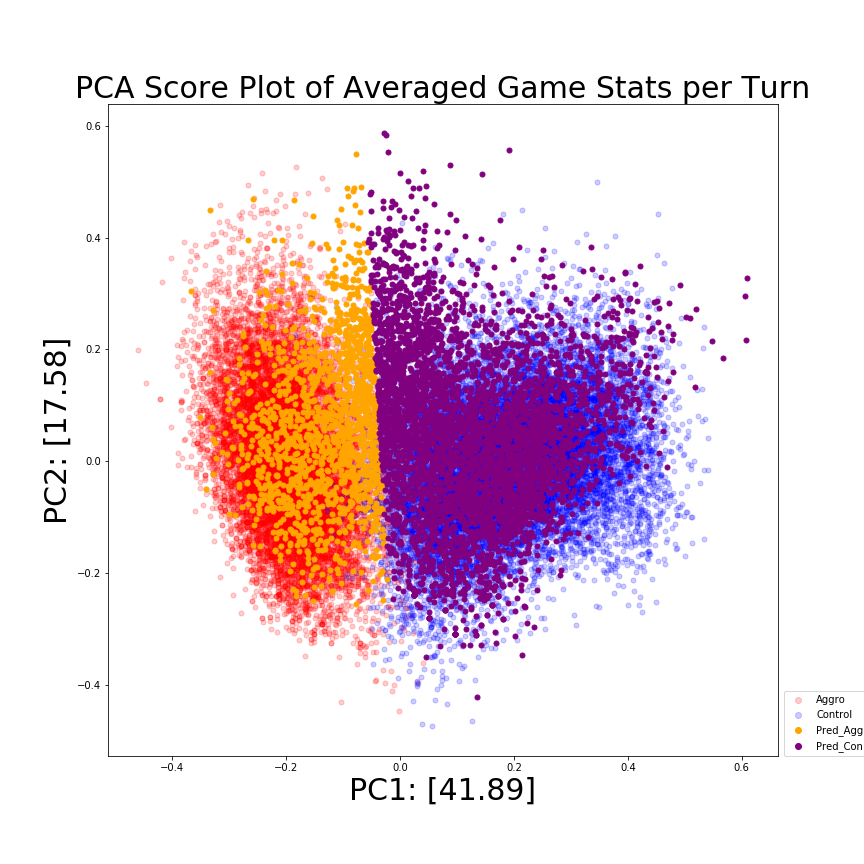 PCA Score Plot of Averaged Game Stats per Turn
0.6
0.4
0.2
0.0
−0.2
−0.4
PC2: [17.58]
−0.4
−0.2
0.0
0.2
0.4
0.6
PC1: [41.89]
Aggro
Control
Pred_Agg
Pred_Con